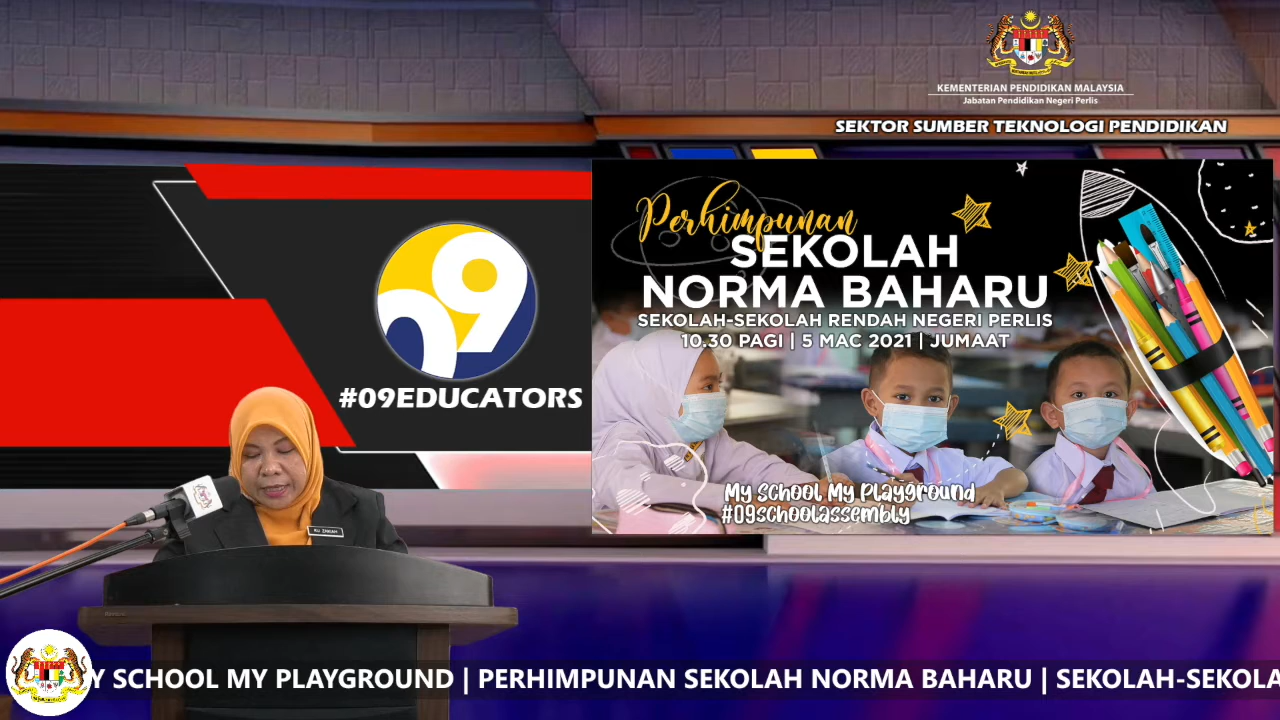 KEMENTERIAN PENDIDIKAN MALAYSIA
Jabatan Pendidikan Negeri Perlis
SEKTOR SUMBER TEKNOLOGI PENDIDIKAN
09
#09EDUCATORS
Perhimpunan
SEKOLAH
NORMA BAHARU
SEKOLAH-SEKOLAH RENDAH NEGERI PERLIS
10.30 PAGI | 5 MAC 2021 | JUMAAT
My School My Playground
#09schoolassembly
Y SCHOOL MY PLAYGROUND | PERHIMPUNAN SEKOLAH NORMA BAHARU | SEKOLAH-SEKOLA